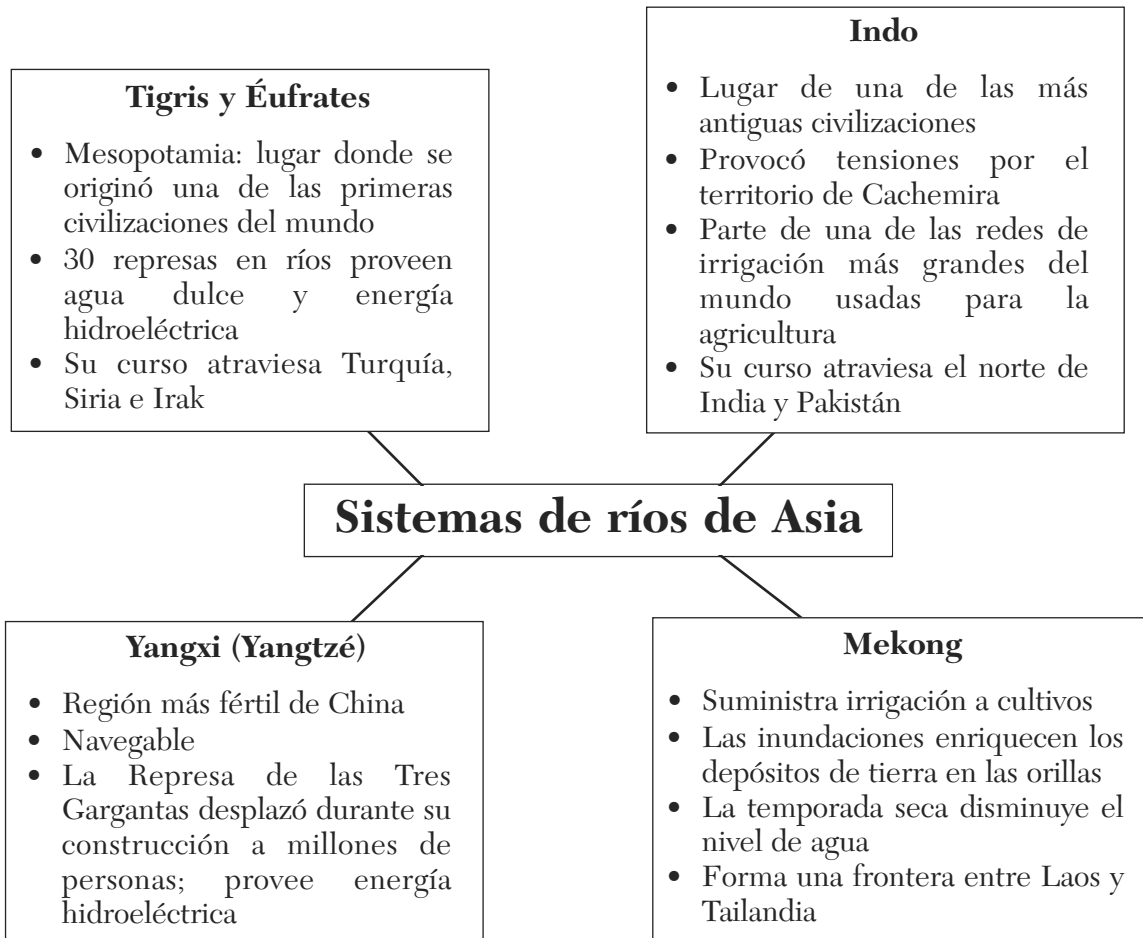 Tigris y Éufrates
• Mesopotamia: lugar donde se
originó una de las primeras
civilizaciones del mundo
• 30 represas en ríos proveen
agua dulce y energía
hidroeléctrica
• Su curso atraviesa Turquía,
Siria e Irak
Indo
• Lugar de una de las más
antiguas civilizaciones
• Provocó tensiones por el
territorio de Cachemira
• Parte de una de las redes de
irrigación más grandes del
mundo usadas para la
agricultura
• Su curso atraviesa el norte de
India y Pakistán
Sistemas de ríos de Asia
Yangxi (Yangtzé)
• Región más fértil de China
• Navegable
• La Represa de las Tres
Gargantas desplazó durante su
construcción a millones de
personas; provee energía
hidroeléctrica
Mekong
• Suministra irrigación a cultivos
• Las inundaciones enriquecen los
depósitos de tierra en las orillas
• La temporada seca disminuye el
nivel de agua
• Forma una frontera entre Laos y
Tailandia